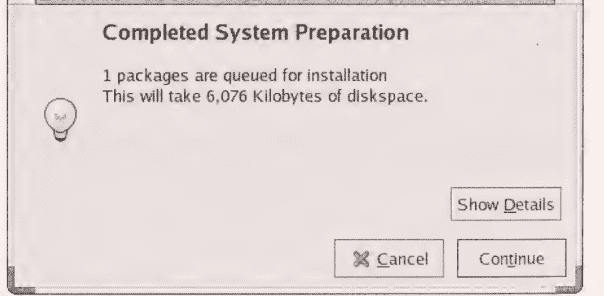 Completed System Preparation
1 packages are queued for installation
This will take 6,076 Kilobytes of diskspace.
Show Details
Cancel
Continue